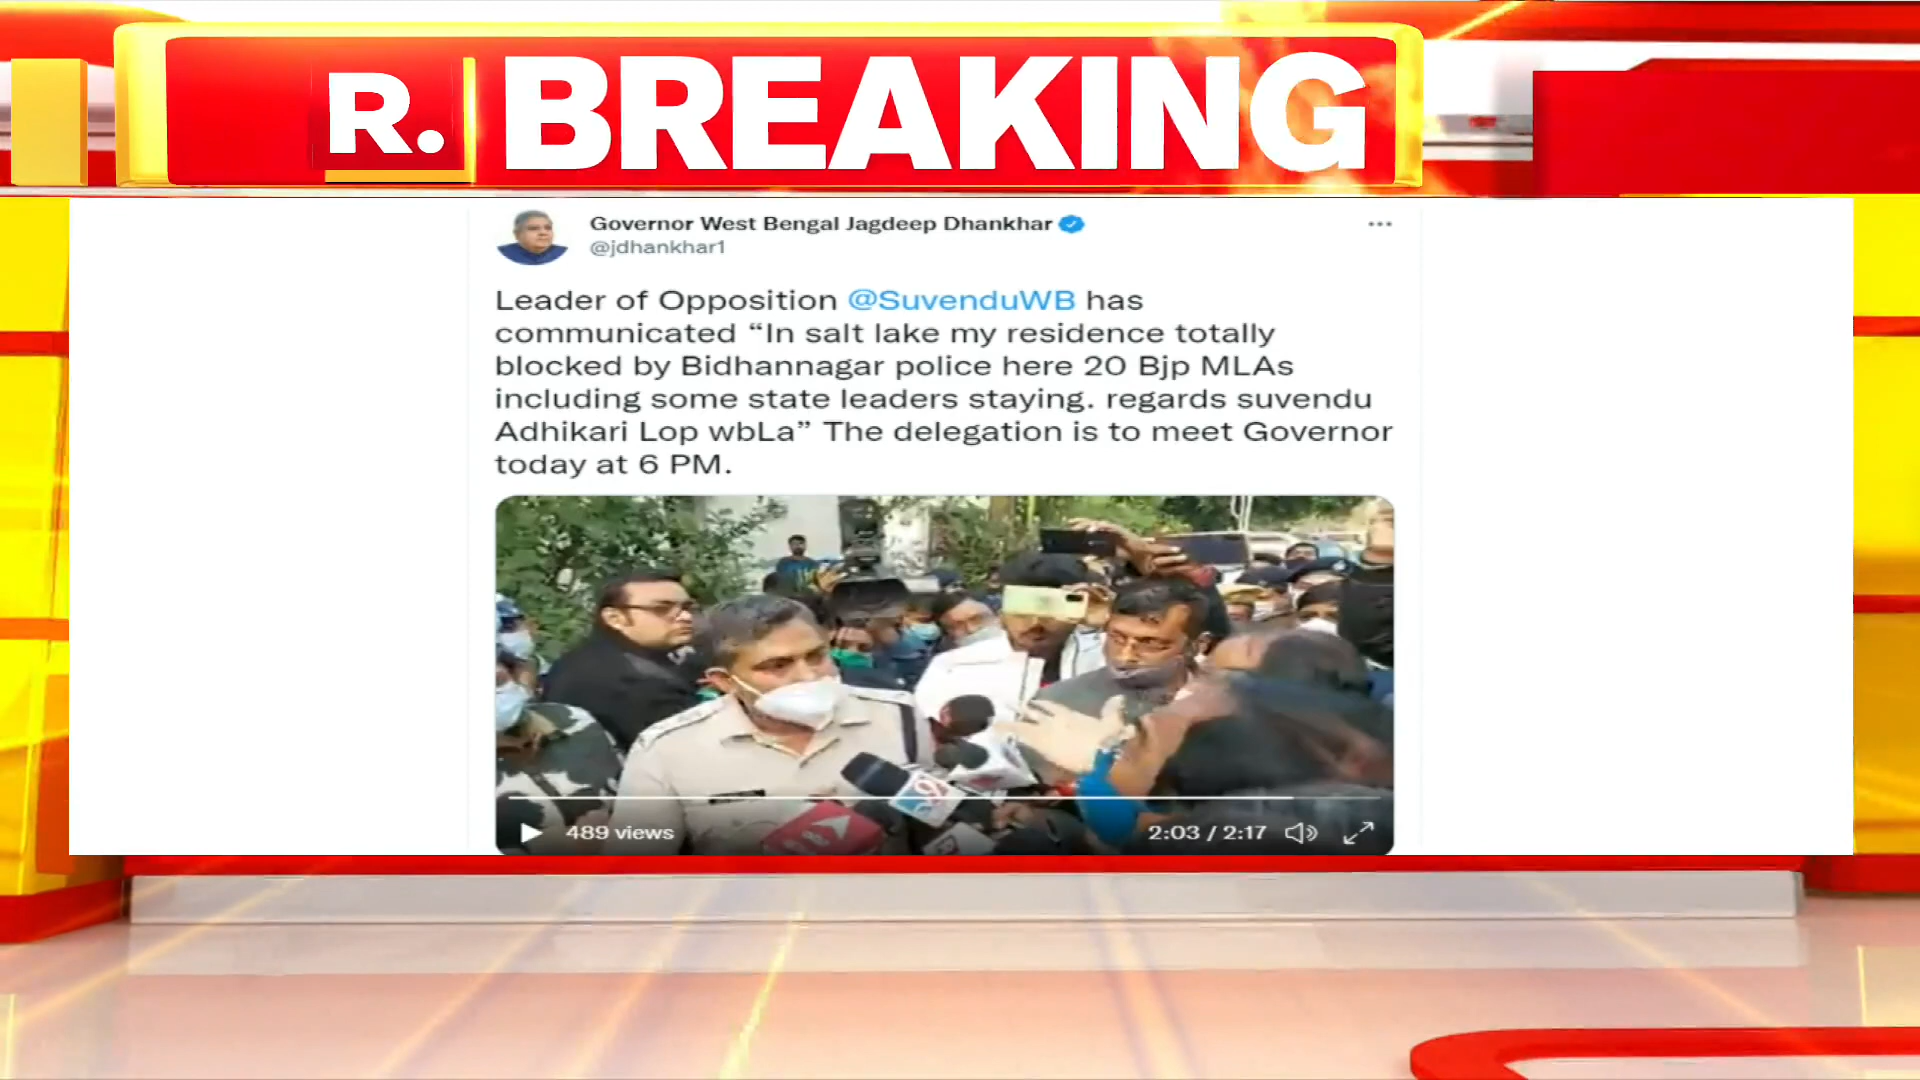 R. BREAKING
Governor West Bengal Jagdeep Dhankhar
@jdhankhar1
Leader of Opposition @SuvenduWB has
communicated “In salt lake my residence totally
blocked by Bidhannagar police here 20 Bjp MLAs
including some state leaders staying. regards suvendu
Adhikari Lop wbLa” The delegation is to meet Governor
today at 6 PM.
9
489 views
2:03 / 2:17